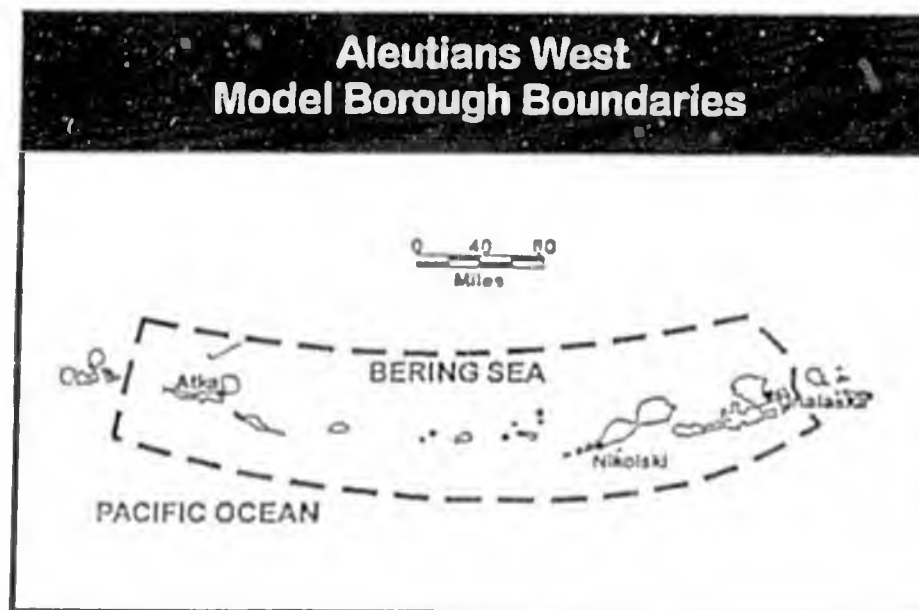 Aleutians West
Model Borough Boundaries
0 40 80
Miles
BERING SEA
Atka
Nikolski
PACIFIC OCEAN